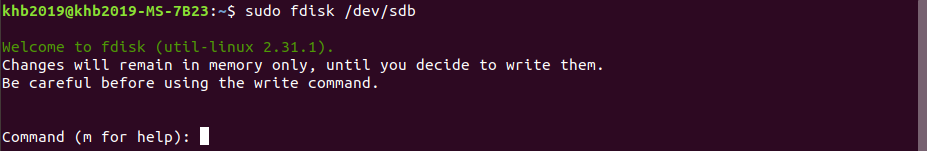 khb2019@khb2019-MS-7B23:~$ sudo fdisk /dev/sdb
Welcome to fdisk (util-linux 2.31.1).
Changes will remain in memory only, until you decide to write them.
Be careful before using the write command.
Command (m for help):